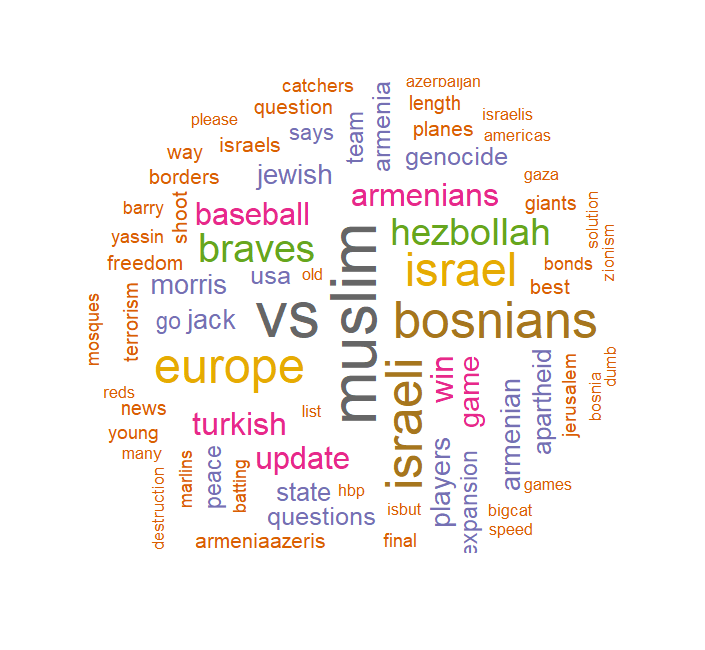 azerbaijan
catchers
length
question
please
israelis
says
team
armenia
planes
americas
way
israels
genocide
borders
jewish
gaza
armenians
barry
shoot
baseball
giants
solution
yassin
braves
hezbollah
zionism
freedom
usa
old
muslim
israel
bonds
morris
best
mosques
terrorism
go
jack
vs
bosnians
europe
israeli
win
game
armenian
apartheid
jerusalem
bosnia
dumb
reds
news
list
young
turkish
many
update
marlins
peace
batting
players
expansion
games
destruction
state
hbp
questions
isbut
bigcat
speed
armeniaazeris
final